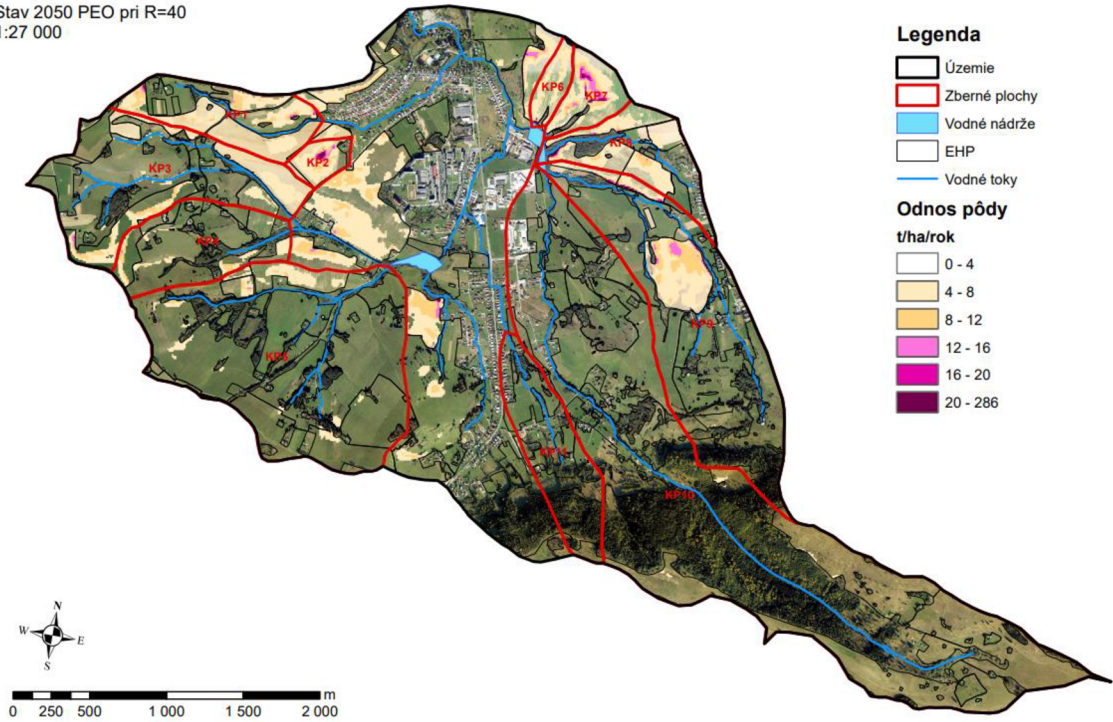 Stav 2050 PEO pri R=40
1:27 000
Legenda
Územie
Zberné plochy
Vodné nádrže
EHP
Vodné toky
Odnos pôdy
t/ha/rok
0 - 4
4 - 8
8 - 12
12 - 16
16 - 20
20 - 286
KP6
KP7
KP1
KP2
KP3
KP9
KP5
KP11
KP10
N
W
E
S
m
0 250 500 1 000 1 500 2 000